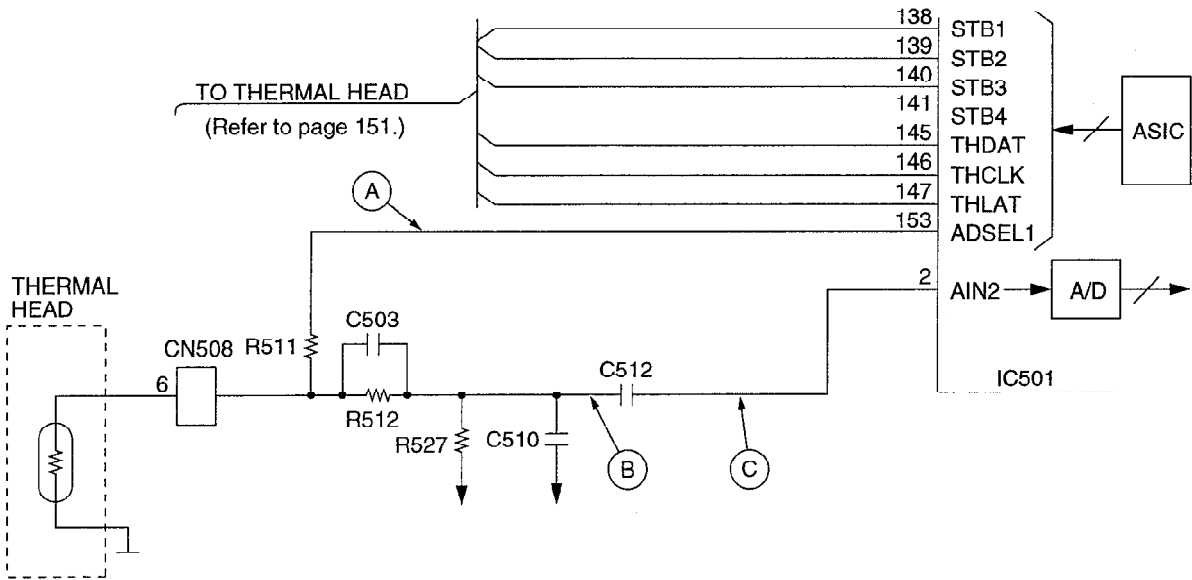 138 STB1
139 STB2
140 STB3
141 STB4
145 THDAT
146 THCLK
147 THLAT
153 ADSEL1
ASIC
TO THERMAL HEAD
(Refer to page 151.)
A
2 AIN2
A/D
IC501
THERMAL
HEAD
6
CN508
R511
C503
R512
R527
C510
C512
B
C